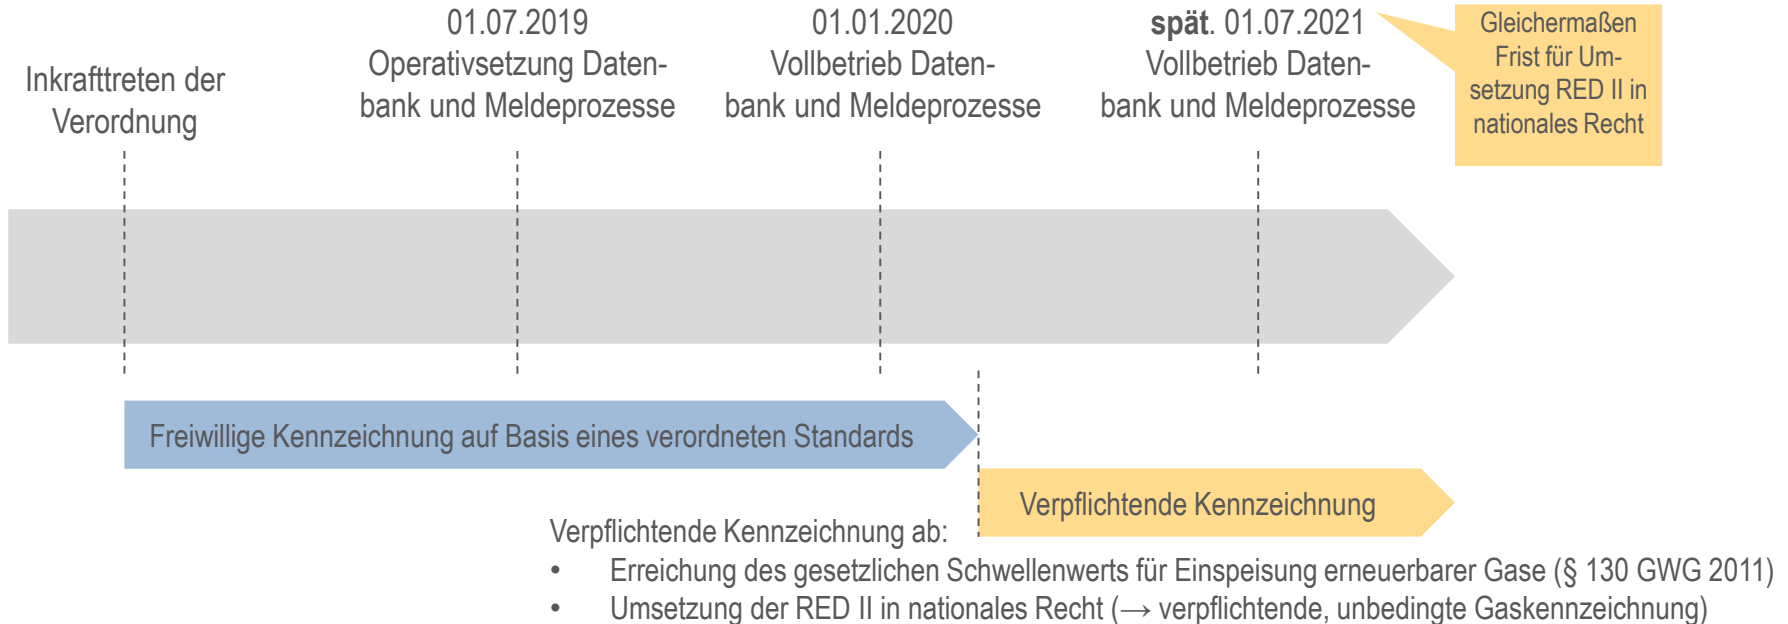 Inkrafttreten der
Verordnung
01.07.2019
Operativsetzung Daten-
bank und Meldeprozesse
01.01.2020
Vollbetrieb Daten-
bank und Meldeprozesse
spät. 01.07.2021
Vollbetrieb Daten-
bank und Meldeprozesse
Gleichermaßen
Frist für Um-
setzung RED II in
nationales Recht
Freiwillige Kennzeichnung auf Basis eines verordneten Standards
Verpflichtende Kennzeichnung
Verpflichtende Kennzeichnung ab:
• Erreichung des gesetzlichen Schwellenwerts für Einspeisung erneuerbarer Gase (§ 130 GWG 2011)
• Umsetzung der RED II in nationales Recht (→ verpflichtende, unbedingte Gaskennzeichnung)